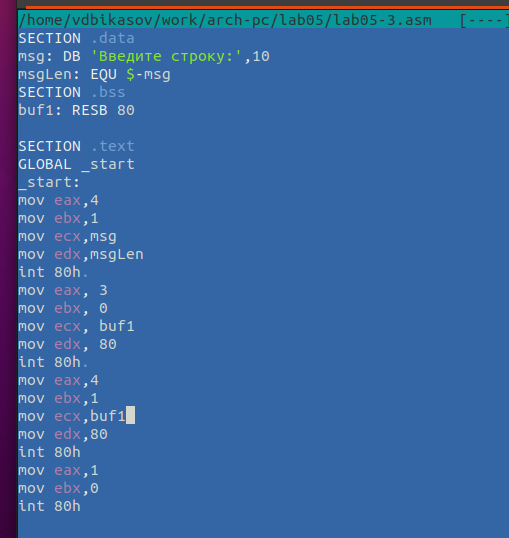 /home/vdbikasov/work/arch-pc/lab05/lab05-3.asm   [----]
SECTION .data
msg: DB 'Введите строку:',10
msgLen: EQU $-msg
SECTION .bss
buf1: RESB 80
SECTION .text
GLOBAL _start
_start:
mov eax,4
mov ebx,1
mov ecx,msg
mov edx,msgLen
int 80h.
mov eax, 3
mov ebx, 0
mov ecx, buf1
mov edx, 80
int 80h.
mov eax,4
mov ebx,1
mov ecx,buf1
mov edx,80
int 80h
mov eax,1
mov ebx,0
int 80h